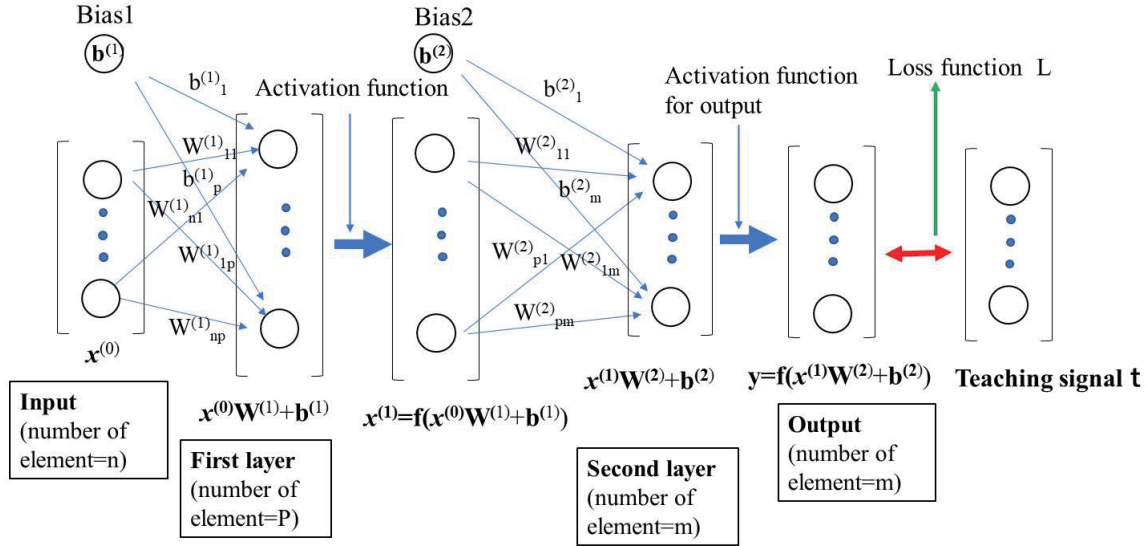 Bias1
b⁽¹⁾
b⁽¹⁾₁
Activation function
W⁽¹⁾₁₁
b⁽¹⁾ₚ
W⁽¹⁾ₙ₁
W⁽¹⁾₁ₚ
W⁽¹⁾ₙₚ
x⁽⁰⁾
Input
(number of
element=n)
x⁽⁰⁾W⁽¹⁾+b⁽¹⁾
First layer
(number of
element=P)
Bias2
b⁽²⁾
b⁽²⁾₁
W⁽²⁾₁₁
b⁽²⁾ₘ
W⁽²⁾ₚ₁
W⁽²⁾₁ₘ
W⁽²⁾ₚₘ
x⁽¹⁾=f(x⁽⁰⁾W⁽¹⁾+b⁽¹⁾)
x⁽¹⁾W⁽²⁾+b⁽²⁾
Second layer
(number of
element=m)
Activation function
for output
y=f(x⁽¹⁾W⁽²⁾+b⁽²⁾)
Output
(number of
element=m)
Loss function L
Teaching signal t